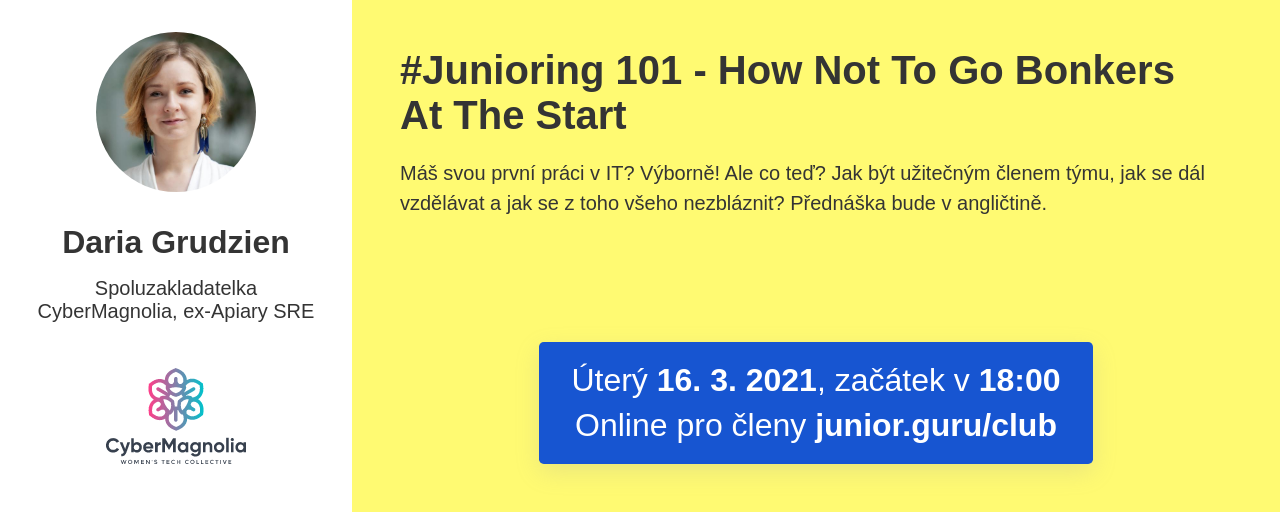 Daria Grudzien
Spoluzakladatelka
CyberMagnolia, ex-Apiary SRE
CyberMagnolia
WOMEN'S TECH COLLECTIVE
#Junioring 101 - How Not To Go Bonkers
At The Start
Máš svou první práci v IT? Výborně! Ale co teď? Jak být užitečným členem týmu, jak se dál
vzdělávat a jak se z toho všeho nezbláznit? Přednáška bude v angličtině.
Úterý 16. 3. 2021, začátek v 18:00
Online pro členy junior.guru/club